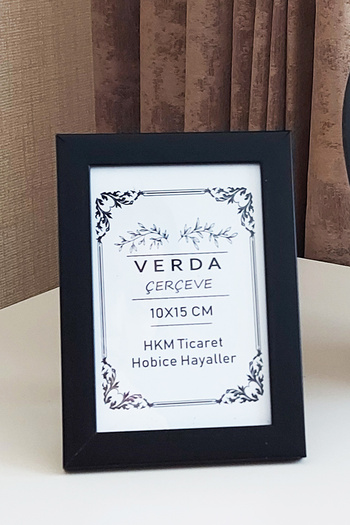 VERDA
ÇERÇEVE
10X15 CM
HKM Ticaret
Hobice Hayaller